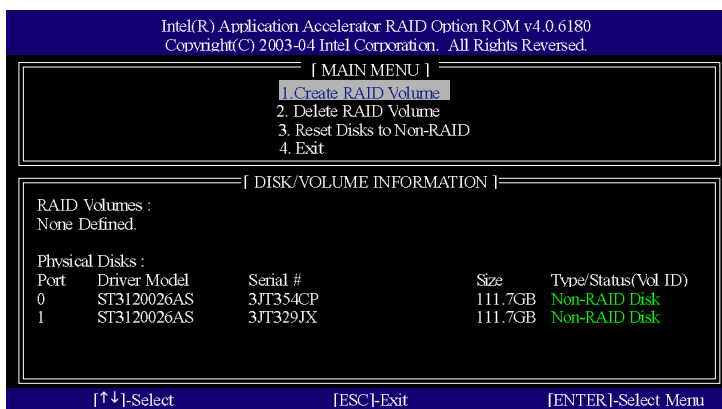 Intel(R) Application Accelerator RAID Option ROM v4.0.6180
Copyright(C) 2003-04 Intel Corporation. All Rights Reversed.
[ MAIN MENU ]
1.Create RAID Volume
2. Delete RAID Volume
3. Reset Disks to Non-RAID
4. Exit
[ DISK/VOLUME INFORMATION ]
RAID Volumes :
None Defined.
Physical Disks :
Port Driver Model Serial # Size Type/Status(Vol ID)
0 ST3120026AS 3JT354CP 111.7GB Non-RAID Disk
1 ST3120026AS 3JT329JX 111.7GB Non-RAID Disk
[↑↓]-Select [ESC]-Exit [ENTER]-Select Menu